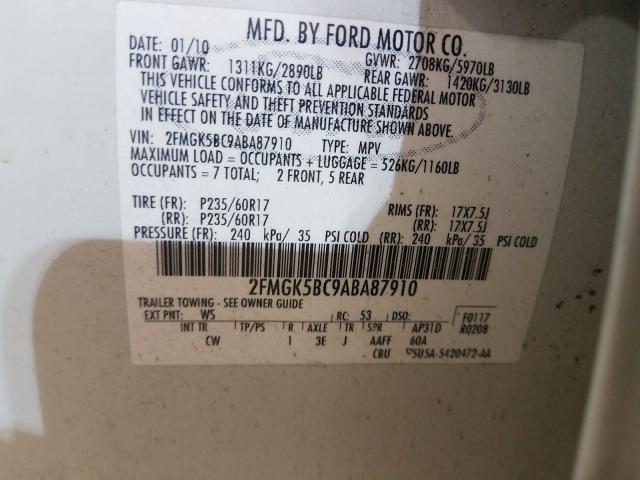 MFD. BY FORD MOTOR CO.
DATE: 01/10 GVWR: 2708KG/5970LB
FRONT GAWR: 1311KG/2890LB REAR GAWR: 1420KG/3130LB
THIS VEHICLE CONFORMS TO ALL APPLICABLE FEDERAL MOTOR
VEHICLE SAFETY AND THEFT PREVENTION STANDARDS
IN EFFECT ON THE DATE OF MANUFACTURE SHOWN ABOVE.
VIN: 2FMGK5BC9ABA87910 TYPE: MPV
MAXIMUM LOAD = OCCUPANTS + LUGGAGE = 526KG/1160LB
OCCUPANTS = 7 TOTAL; 2 FRONT, 5 REAR
TIRE (FR): P235/60R17 RIMS (FR): 17X7.5J
(RR): P235/60R17 (RR): 17X7.5J
PRESSURE (FR): 240 kPa/ 35 PSI COLD (RR): 240 kPa/ 35 PSI COLD
2FMGK5BC9ABA87910
TRAILER TOWING - SEE OWNER GUIDE
EXT PNT: WS RC: 53 DSO: F0117
INT TR TP/PS R AXLE TR SPR AP31D R0208
CW 1 3E J AAFF 60A
CBU 5U5A-5420472-AA